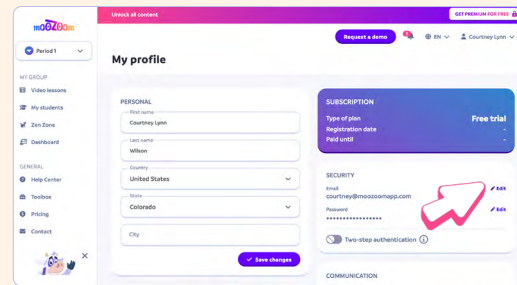 Unlock all content
GET PREMIUM FOR FREE
mooZoom
Request a demo
EN
Courtney Lynn
Period 1
My profile
MY GROUP
Video lessons
My students
Zen Zone
Dashboard
GENERAL
Help Center
Toolbox
Pricing
Contact
PERSONAL
First name
Courtney Lynn
Last name
Wilson
Country
United States
State
Colorado
City
Save changes
SUBSCRIPTION
Type of plan Free trial
Registration date -
Paid until -
SECURITY
Email
courtney@moozoomapp.com Edit
Password Edit
*****************
Two-step authentication
COMMUNICATION